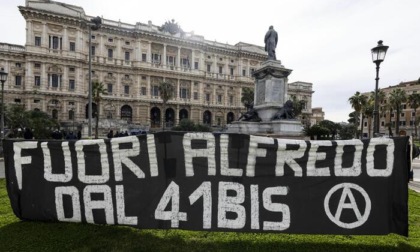 FUORI ALFREDO
DAL 41BIS Ⓐ